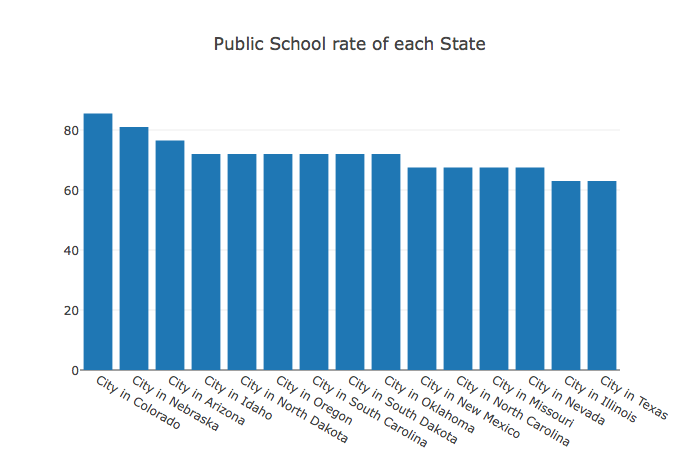 Public School rate of each State
80
60
40
20
0
City in Colorado
City in Nebraska
City in Arizona
City in Idaho
City in North Dakota
City in Oregon
City in South Carolina
City in South Dakota
City in Oklahoma
City in New Mexico
City in North Carolina
City in Missouri
City in Nevada
City in Illinois
City in Texas